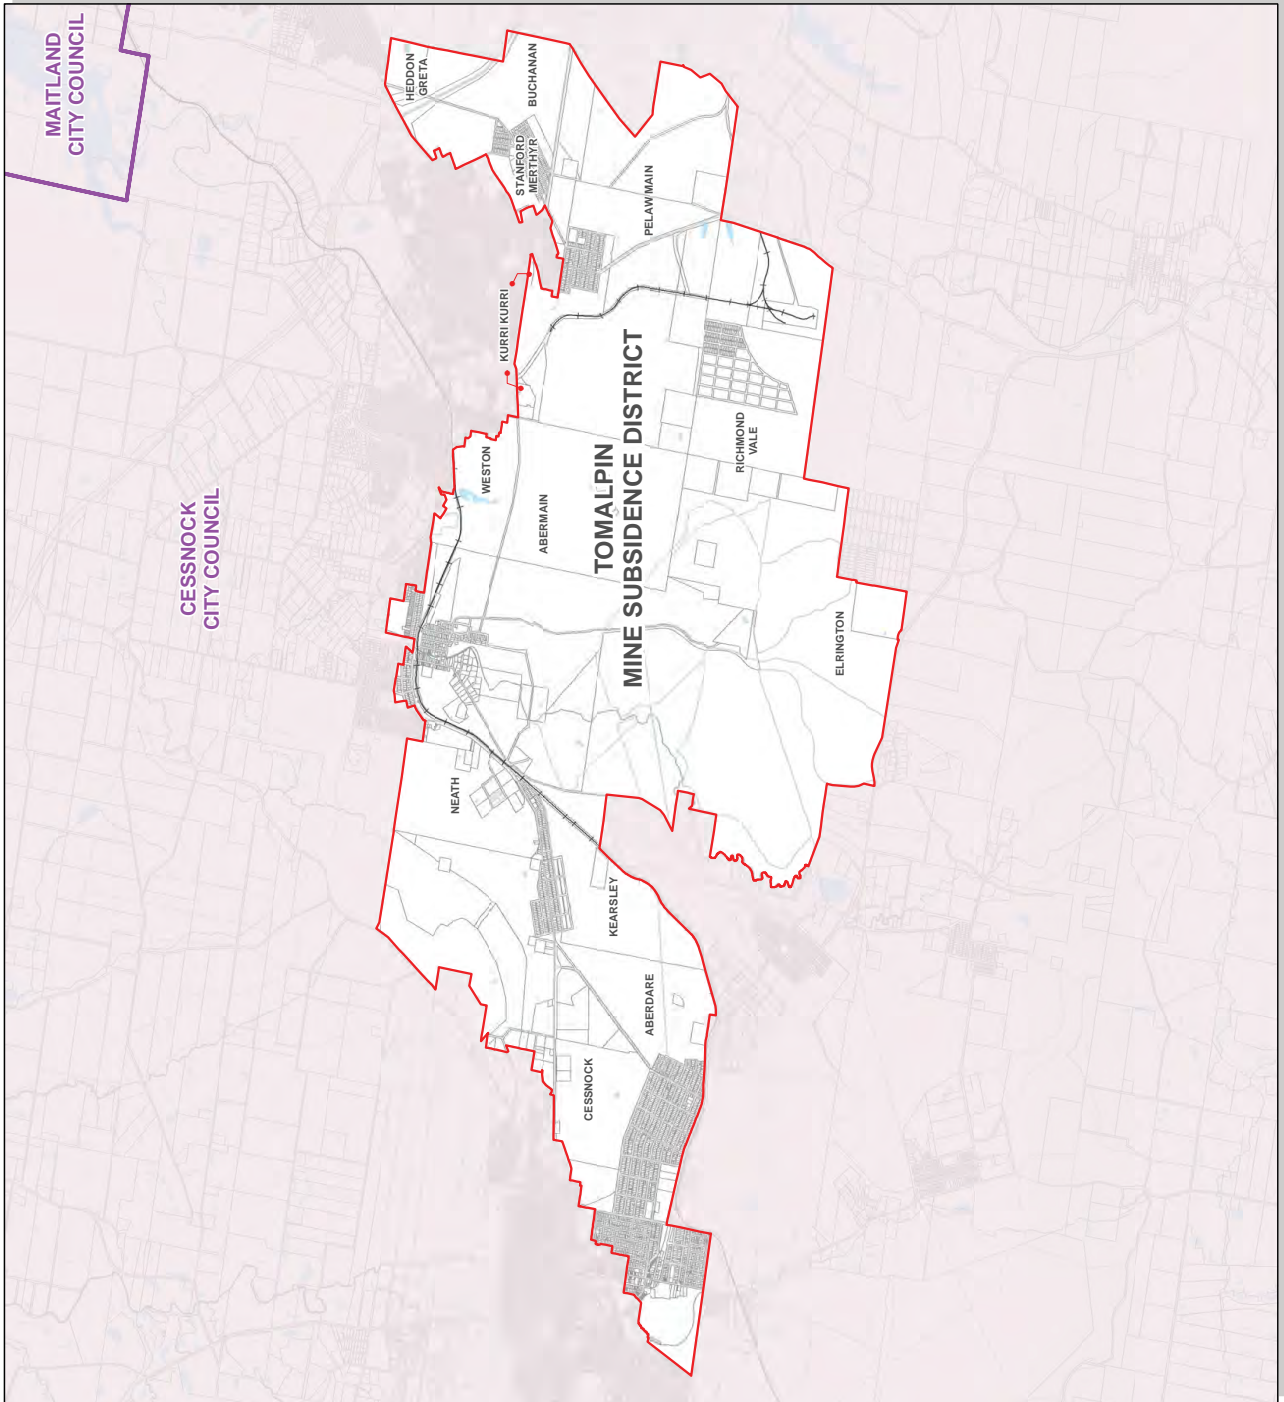 MAITLAND
CITY COUNCIL
CESSNOCK
CITY COUNCIL
HEDDON
GRETA
BUCHANAN
STANFORD
MERTHYR
PELAW MAIN
KURRI KURRI
WESTON
ABERMAIN
TOMALPIN
MINE SUBSIDENCE DISTRICT
RICHMOND
VALE
ELRINGTON
NEATH
KEARSLEY
ABERDARE
CESSNOCK